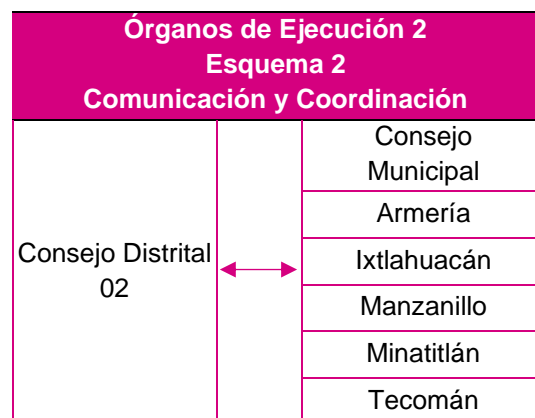 Órganos de Ejecución 2
Esquema 2
Comunicación y Coordinación
Consejo Distrital
02
Consejo
Municipal
Armería
Ixtlahuacán
Manzanillo
Minatitlán
Tecomán